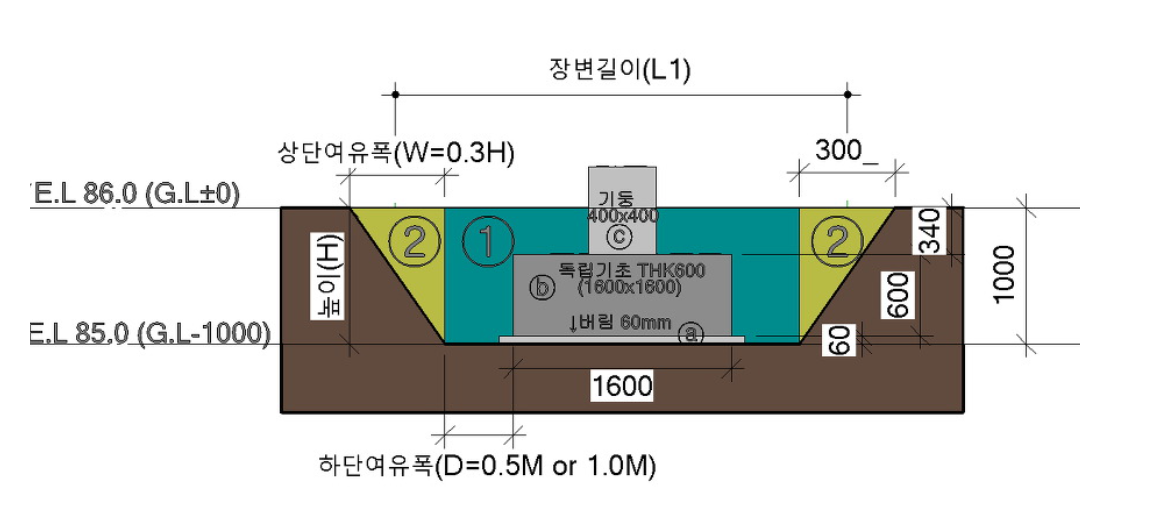 장변길이(L1)
상단여유폭(W=0.3H)
300
E.L 86.0 (G.L±0)
기둥
400x400
ⓒ
②
①
②
340
높이(H)
독립기초 THK600
ⓑ
(1600x1600)
1000
600
↓버림 60mm
ⓐ
E.L 85.0 (G.L-1000)
60
1600
하단여유폭(D=0.5M or 1.0M)